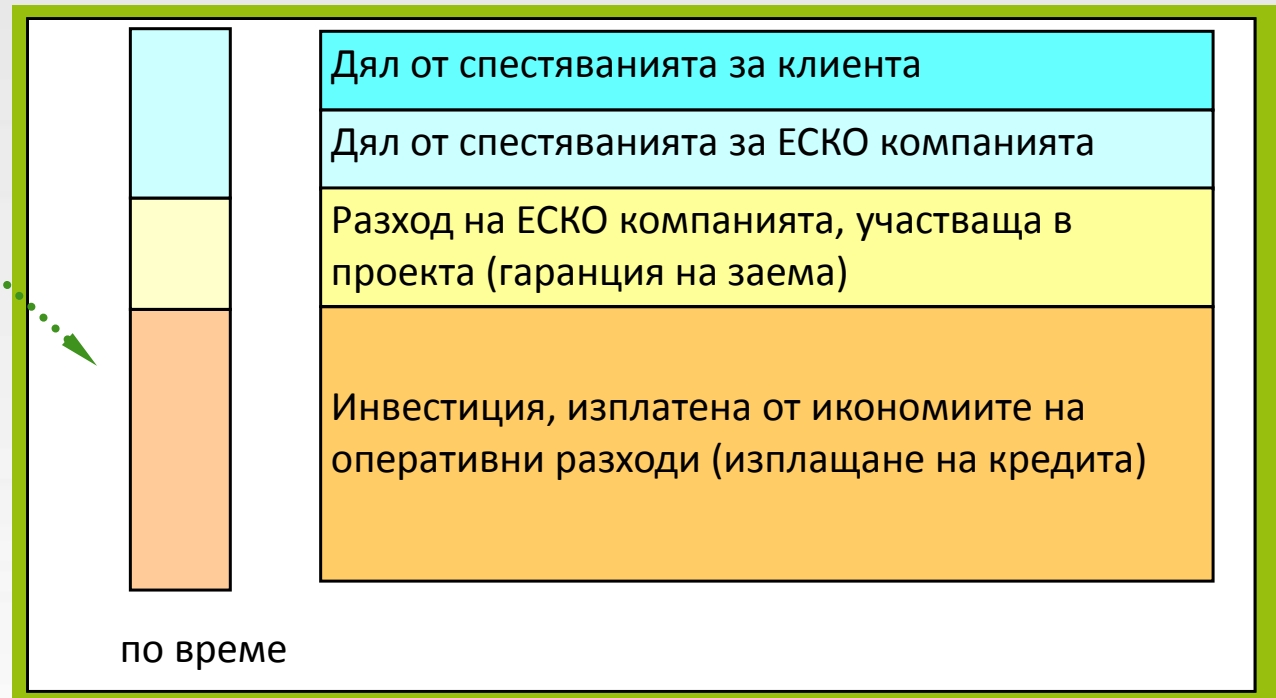 Дял от спестяванията за клиента
Дял от спестяванията за ЕСКО компанията
Разход на ЕСКО компанията, участваща в
проекта (гаранция на заема)
Инвестиция, изплатена от икономиите на
оперативни разходи (изплащане на кредита)
по време